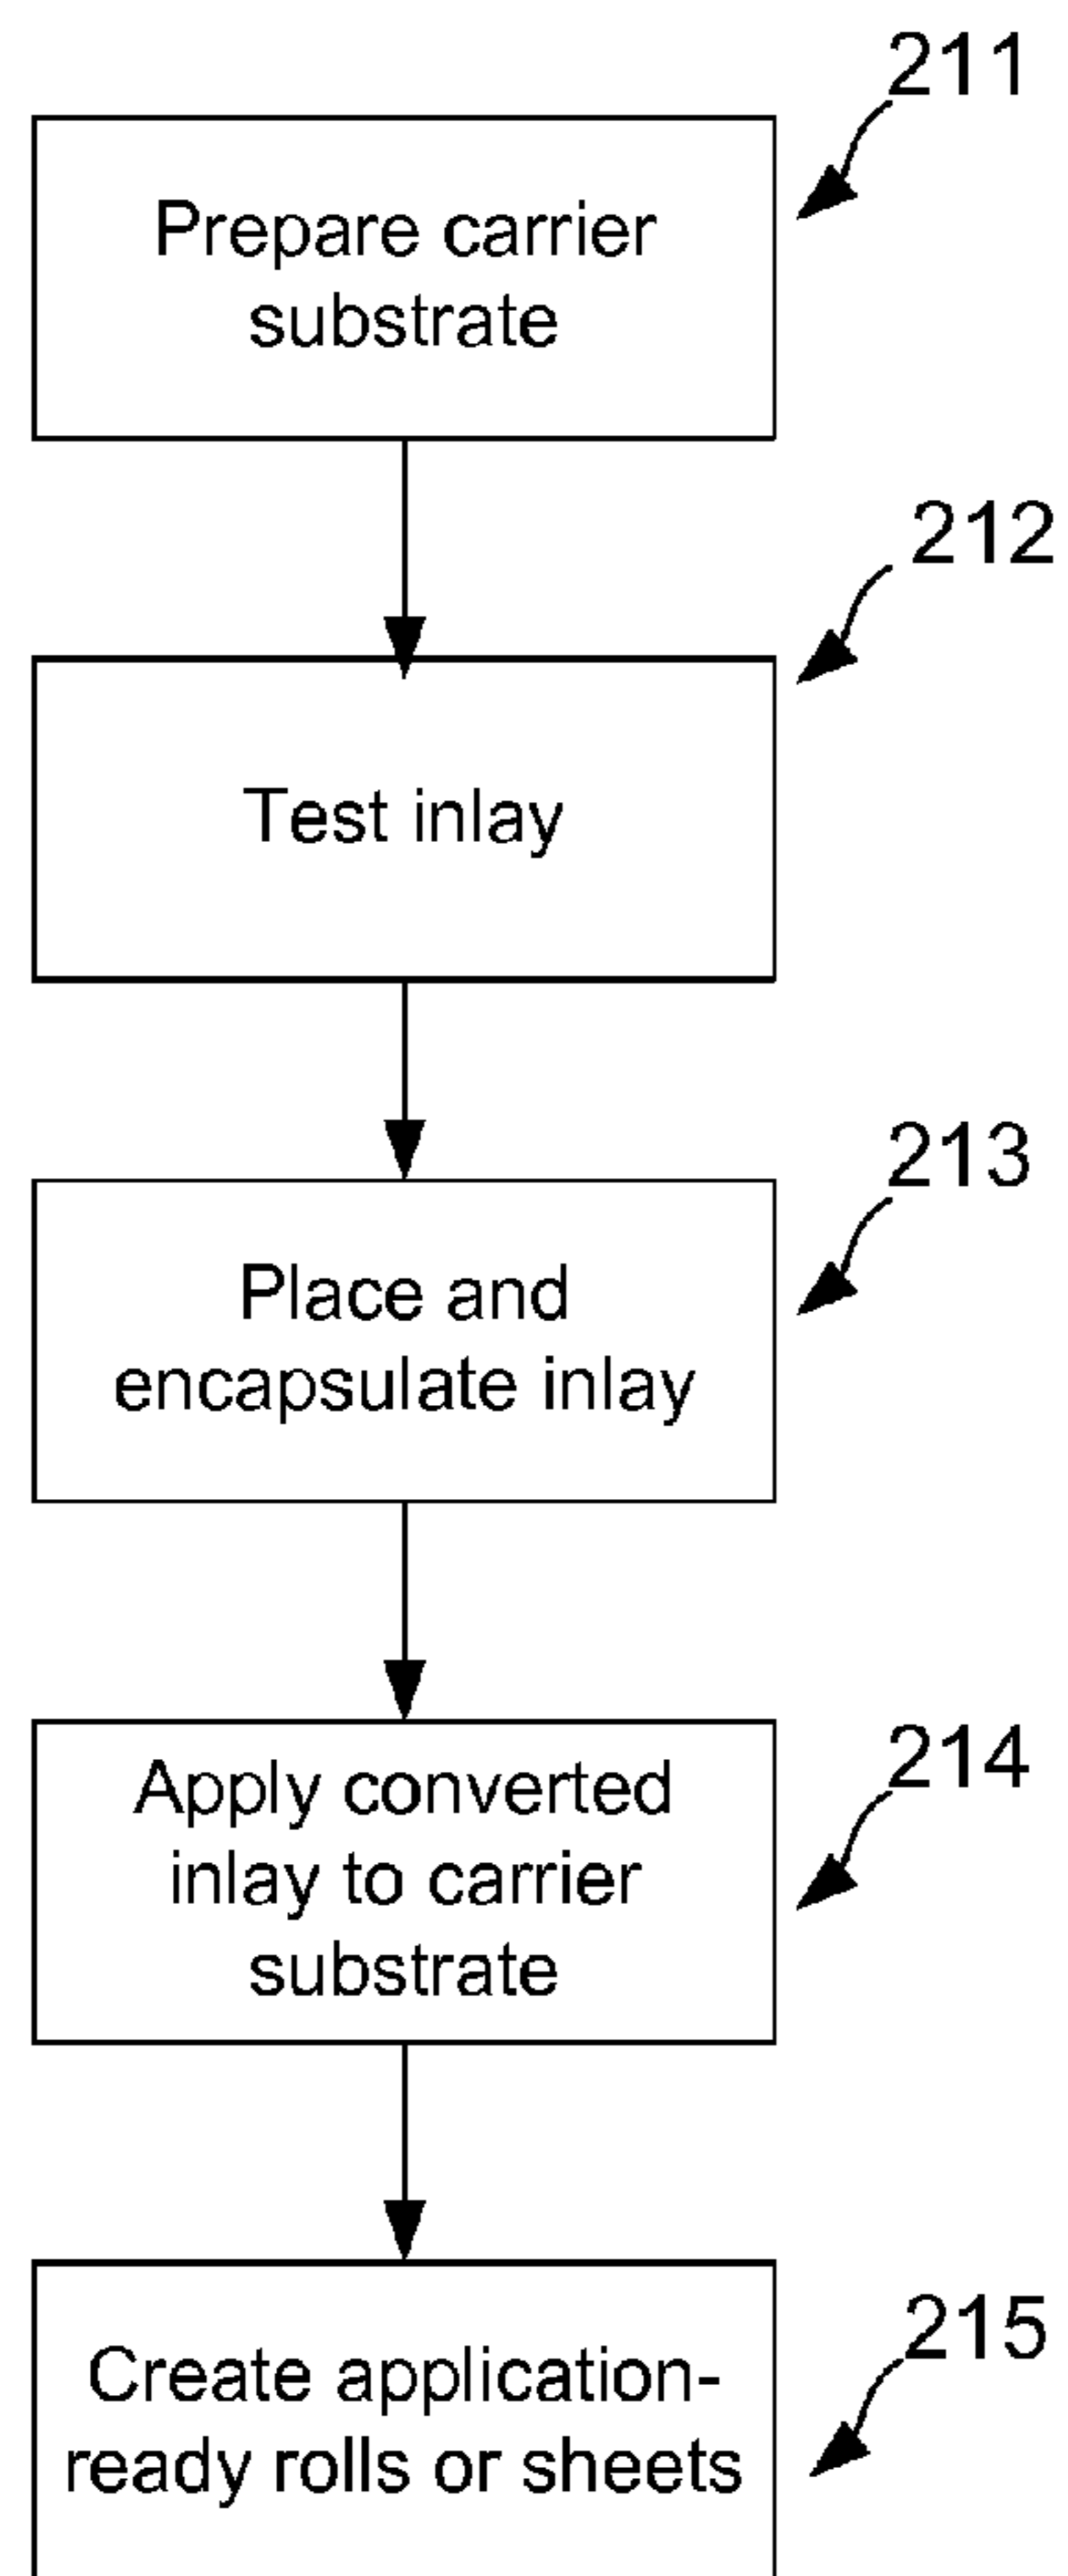 211
Prepare carrier
substrate
212
Test inlay
213
Place and
encapsulate inlay
214
Apply converted
inlay to carrier
substrate
215
Create application-
ready rolls or sheets